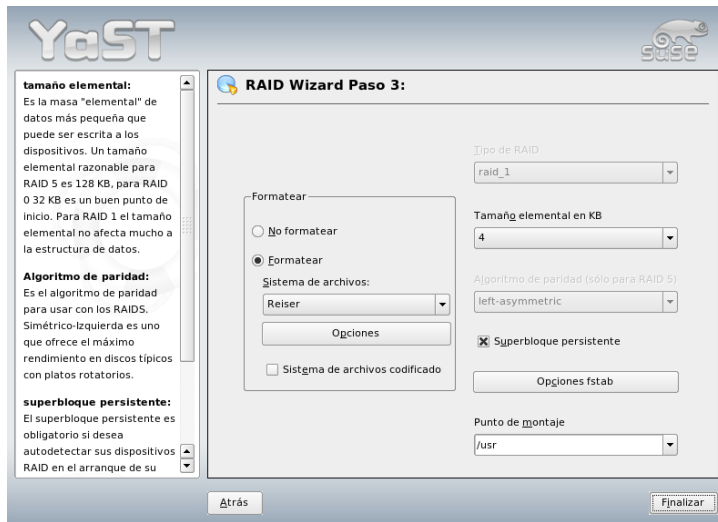 YaST
suse
tamaño elemental:
Es la masa "elemental" de
datos más pequeña que
puede ser escrita a los
dispositivos. Un tamaño
elemental razonable para
RAID 5 es 128 KB, para RAID
0 32 KB es un buen punto de
inicio. Para RAID 1 el tamaño
elemental no afecta mucho a
la estructura de datos.
Algoritmo de paridad:
Es el algoritmo de paridad
para usar con los RAIDS.
Simétrico-Izquierda es uno
que ofrece el máximo
rendimiento en discos típicos
con platos rotatorios.
superbloque persistente:
El superbloque persistente es
obligatorio si desea
autodetectar sus dispositivos
RAID en el arranque de su
RAID Wizard Paso 3:
Formatear
No formatear
Formatear
Sistema de archivos:
Reiser
Opciones
Sistema de archivos codificado
Tipo de RAID
raid_1
Tamaño elemental en KB
4
Algoritmo de paridad (sólo para RAID 5)
left-asymmetric
Superbloque persistente
Opciones fstab
Punto de montaje
/usr
Atrás
Finalizar